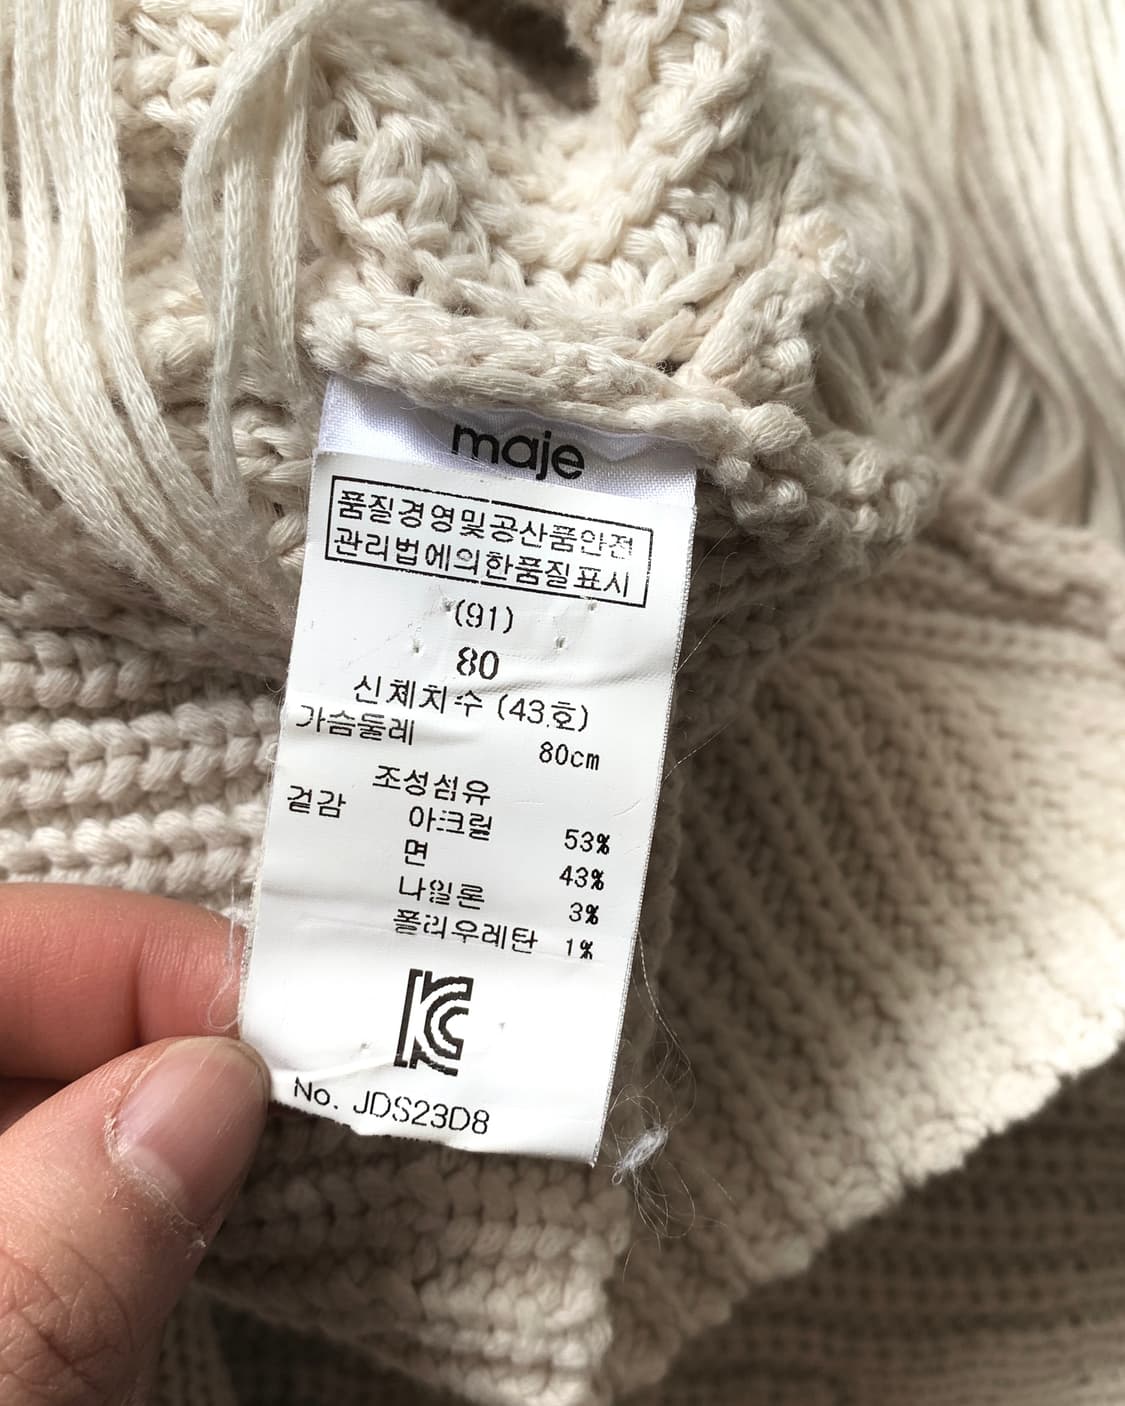 maje
품질경영및공산품안전
관리법에의한품질표시
(91)
80
신체치수 (43.호)
가슴둘레 80cm
조성섬유
겉감 아크릴 53%
면 43%
나일론 3%
폴리우레탄 1%
KC
No. JDS23D8